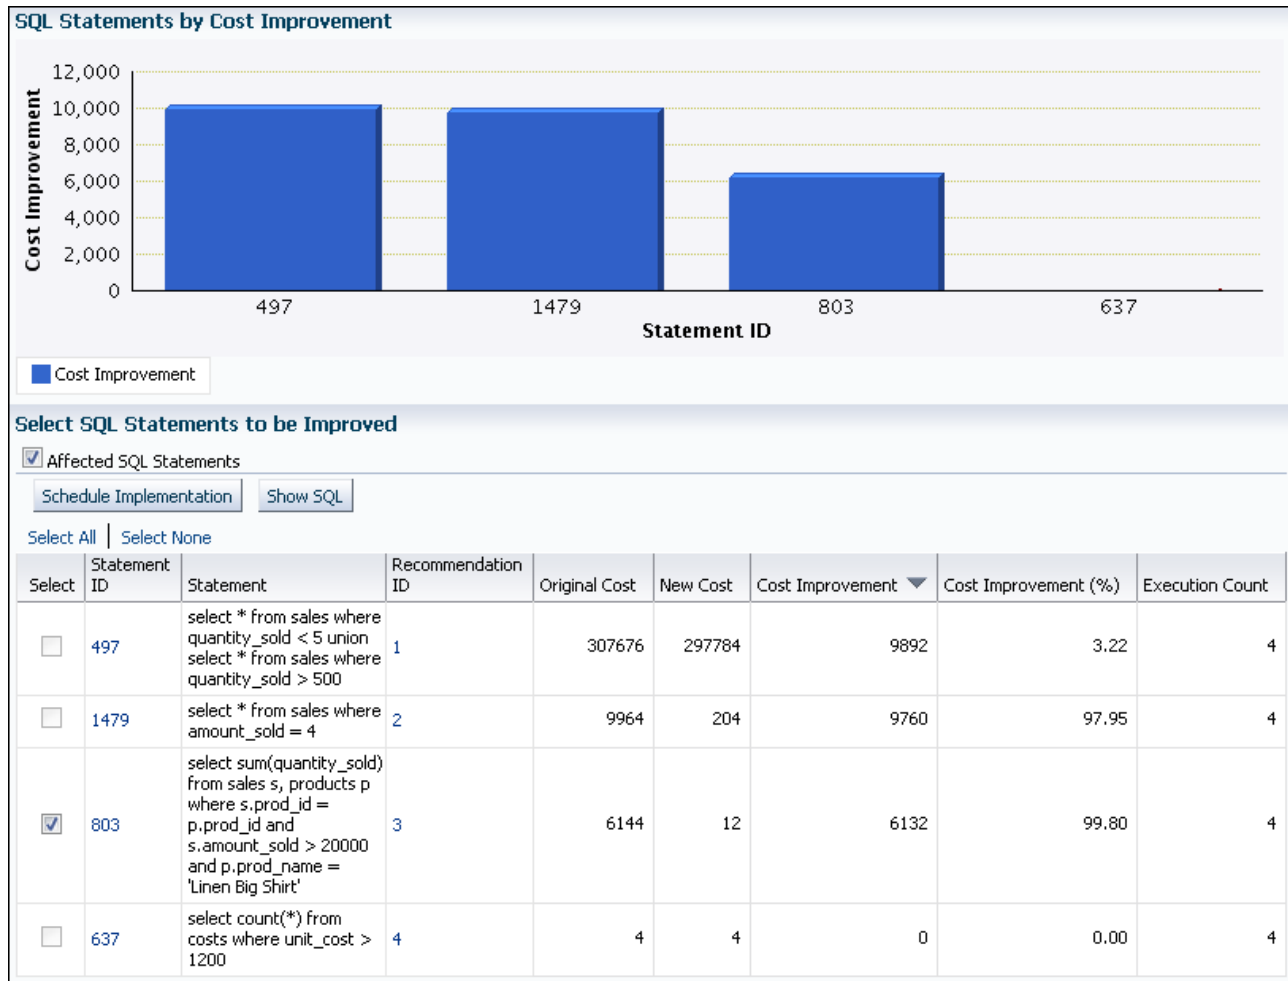 SQL Statements by Cost Improvement
12,000
10,000
8,000
6,000
4,000
2,000
0
Cost Improvement
497 1479 803 637
Statement ID
Cost Improvement
Select SQL Statements to be Improved
Affected SQL Statements
Schedule Implementation Show SQL
Select All | Select None
Select Statement ID Statement Recommendation ID Original Cost New Cost Cost Improvement Cost Improvement (%) Execution Count
select * from sales where
quantity_sold < 5 union
497 select * from sales where 1 307676 297784 9892 3.22 4
quantity_sold > 500
1479 select * from sales where 2 9964 204 9760 97.95 4
amount_sold = 4
select sum(quantity_sold)
from sales s, products p
where s.prod_id =
803 p.prod_id and 3 6144 12 6132 99.80 4
s.amount_sold > 20000
and p.prod_name =
'Linen Big Shirt'
select count(*) from
637 costs where unit_cost > 4 4 4 0 0.00 4
1200